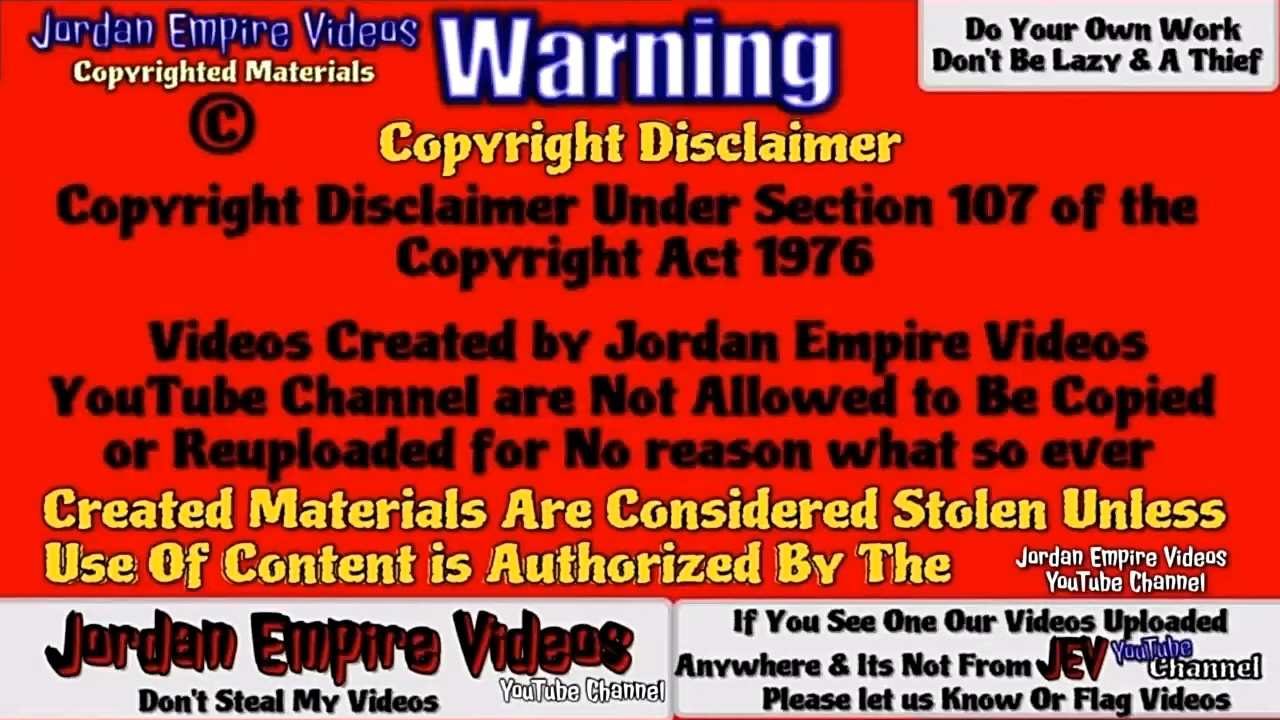 Jordan Empire Videos
Copyrighted Materials
©
Warning
Do Your Own Work
Don't Be Lazy & A Thief
Copyright Disclaimer
Copyright Disclaimer Under Section 107 of the
Copyright Act 1976
Videos Created by Jordan Empire Videos
YouTube Channel are Not Allowed to Be Copied
or Reuploaded for No reason what so ever
Created Materials Are Considered Stolen Unless
Use Of Content is Authorized By The
Jordan Empire Videos
YouTube Channel
Jordan Empire Videos
YouTube Channel
Don't Steal My Videos
If You See One Our Videos Uploaded
Anywhere & Its Not From JEV YouTube Channel
Please let us Know Or Flag Videos